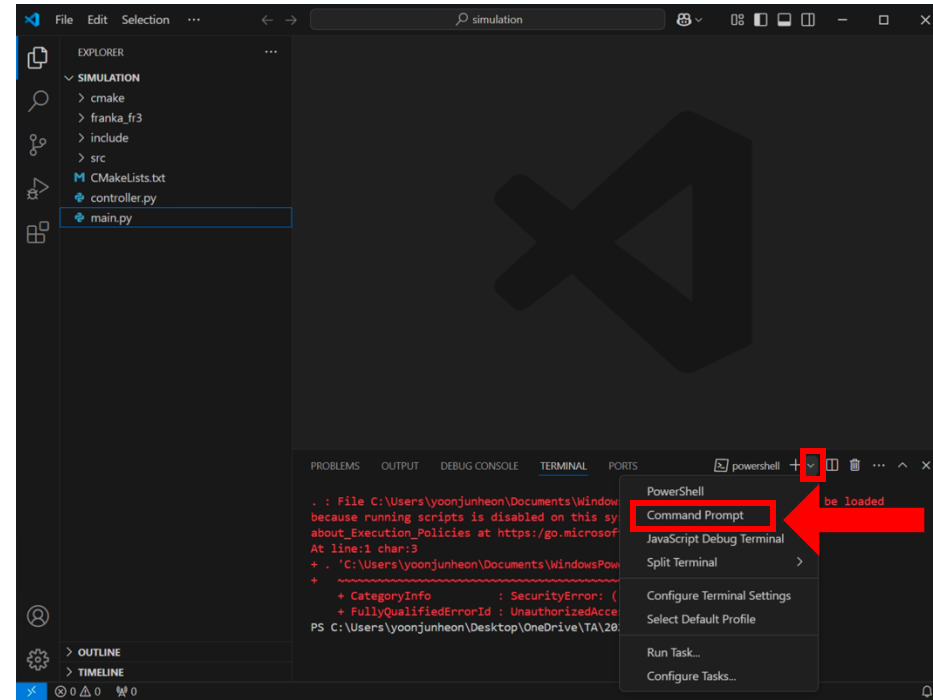 File Edit Selection ···
simulation
EXPLORER
SIMULATION
cmake
franka_fr3
include
src
CMakeLists.txt
controller.py
main.py
PROBLEMS OUTPUT DEBUG CONSOLE TERMINAL PORTS
powershell
. : File C:\Users\yoonjunheon\Documents\Window be loaded
because running scripts is disabled on this sy
about_Execution_Policies at https:/go.microsof
At line:1 char:3
+ . 'C:\Users\yoonjunheon\Documents\WindowsPow
+ ~~~~~~~~~~~~~~~~~~~~~~~~~~~~~~~~~~~~~~~~~~
+ CategoryInfo : SecurityError: (
+ FullyQualifiedErrorId : UnauthorizedAcce
PS C:\Users\yoonjunheon\Desktop\OneDrive\TA\20
PowerShell
Command Prompt
JavaScript Debug Terminal
Split Terminal
Configure Terminal Settings
Select Default Profile
Run Task...
Configure Tasks...
OUTLINE
TIMELINE
0 0 0